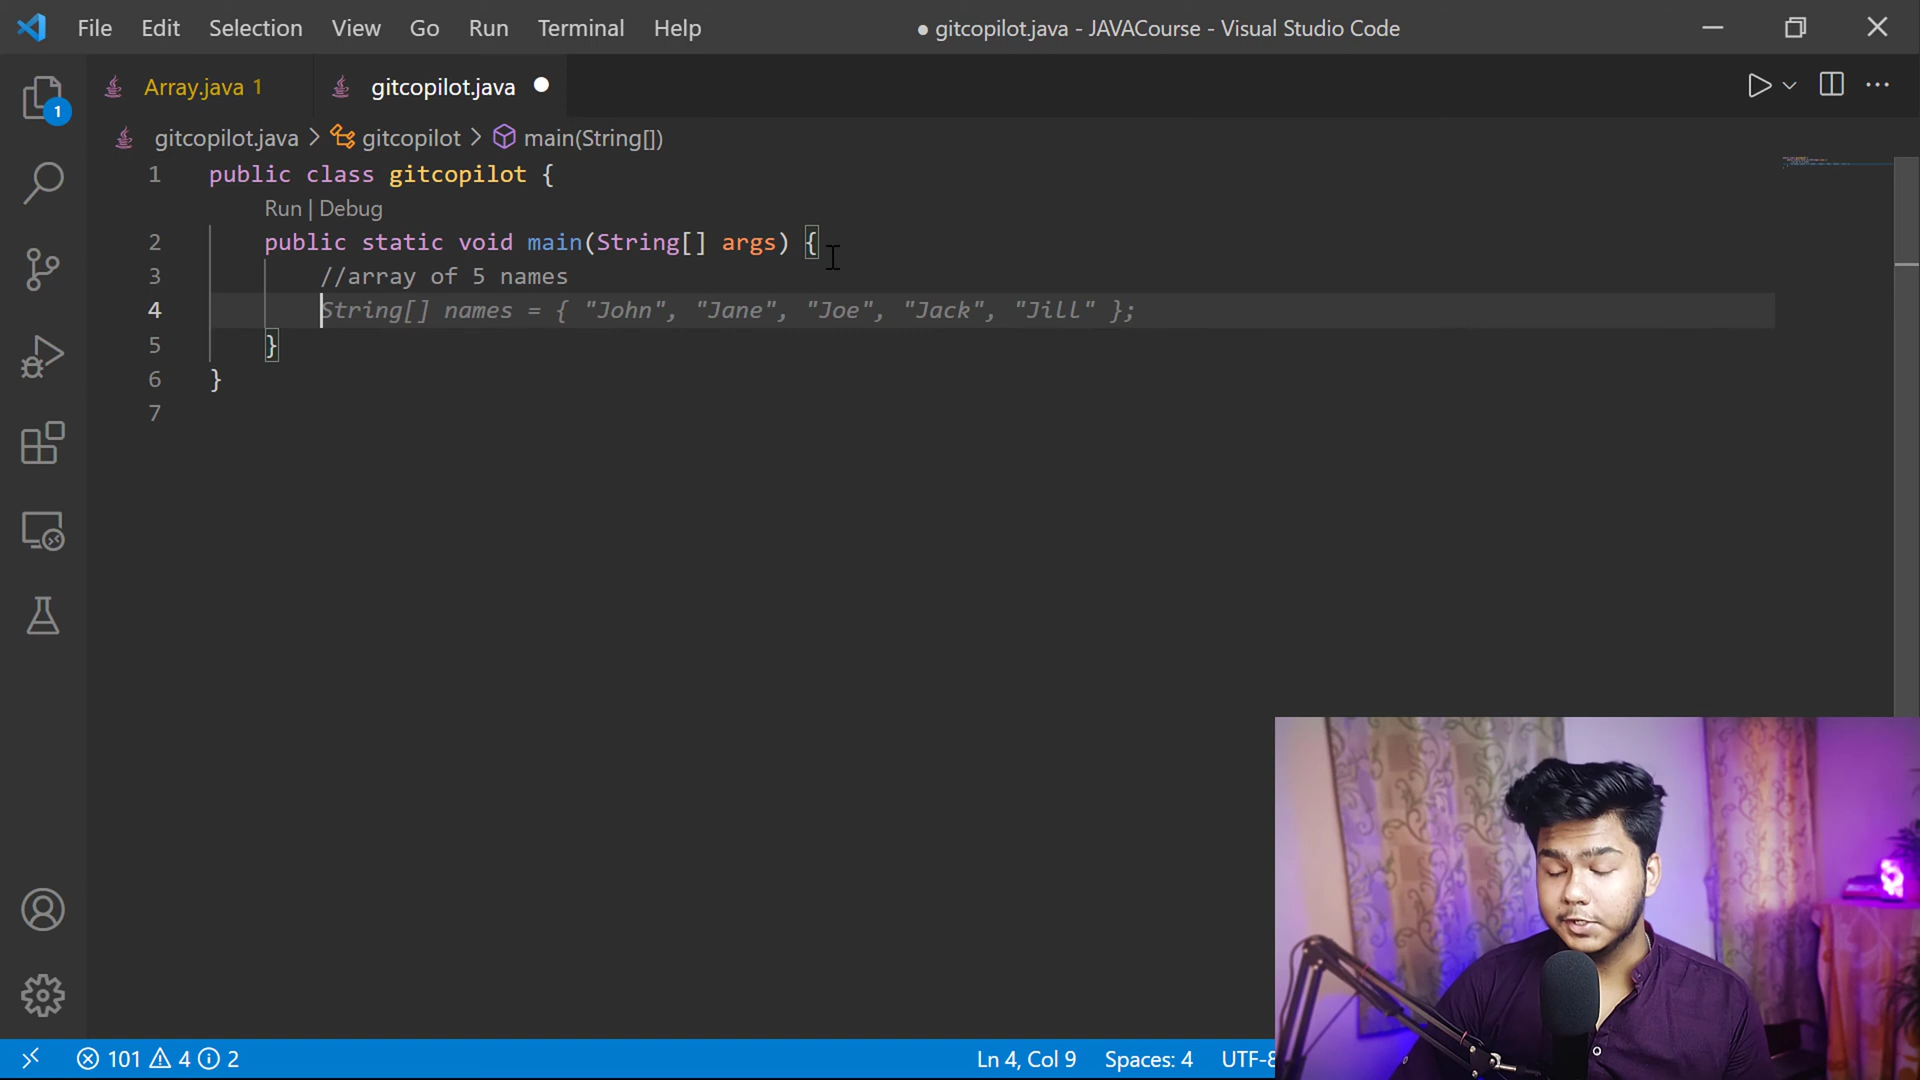 File Edit Selection View Go Run Terminal Help
● gitcopilot.java - JAVACourse - Visual Studio Code
1
Array.java 1
gitcopilot.java
gitcopilot.java > gitcopilot > main(String[])
1 public class gitcopilot {
Run | Debug
2 public static void main(String[] args) {
3 //array of 5 names
4 String[] names = { "John", "Jane", "Joe", "Jack", "Jill" };
5 }
6 }
7
101 4 2
Ln 4, Col 9 Spaces: 4 UTF-8